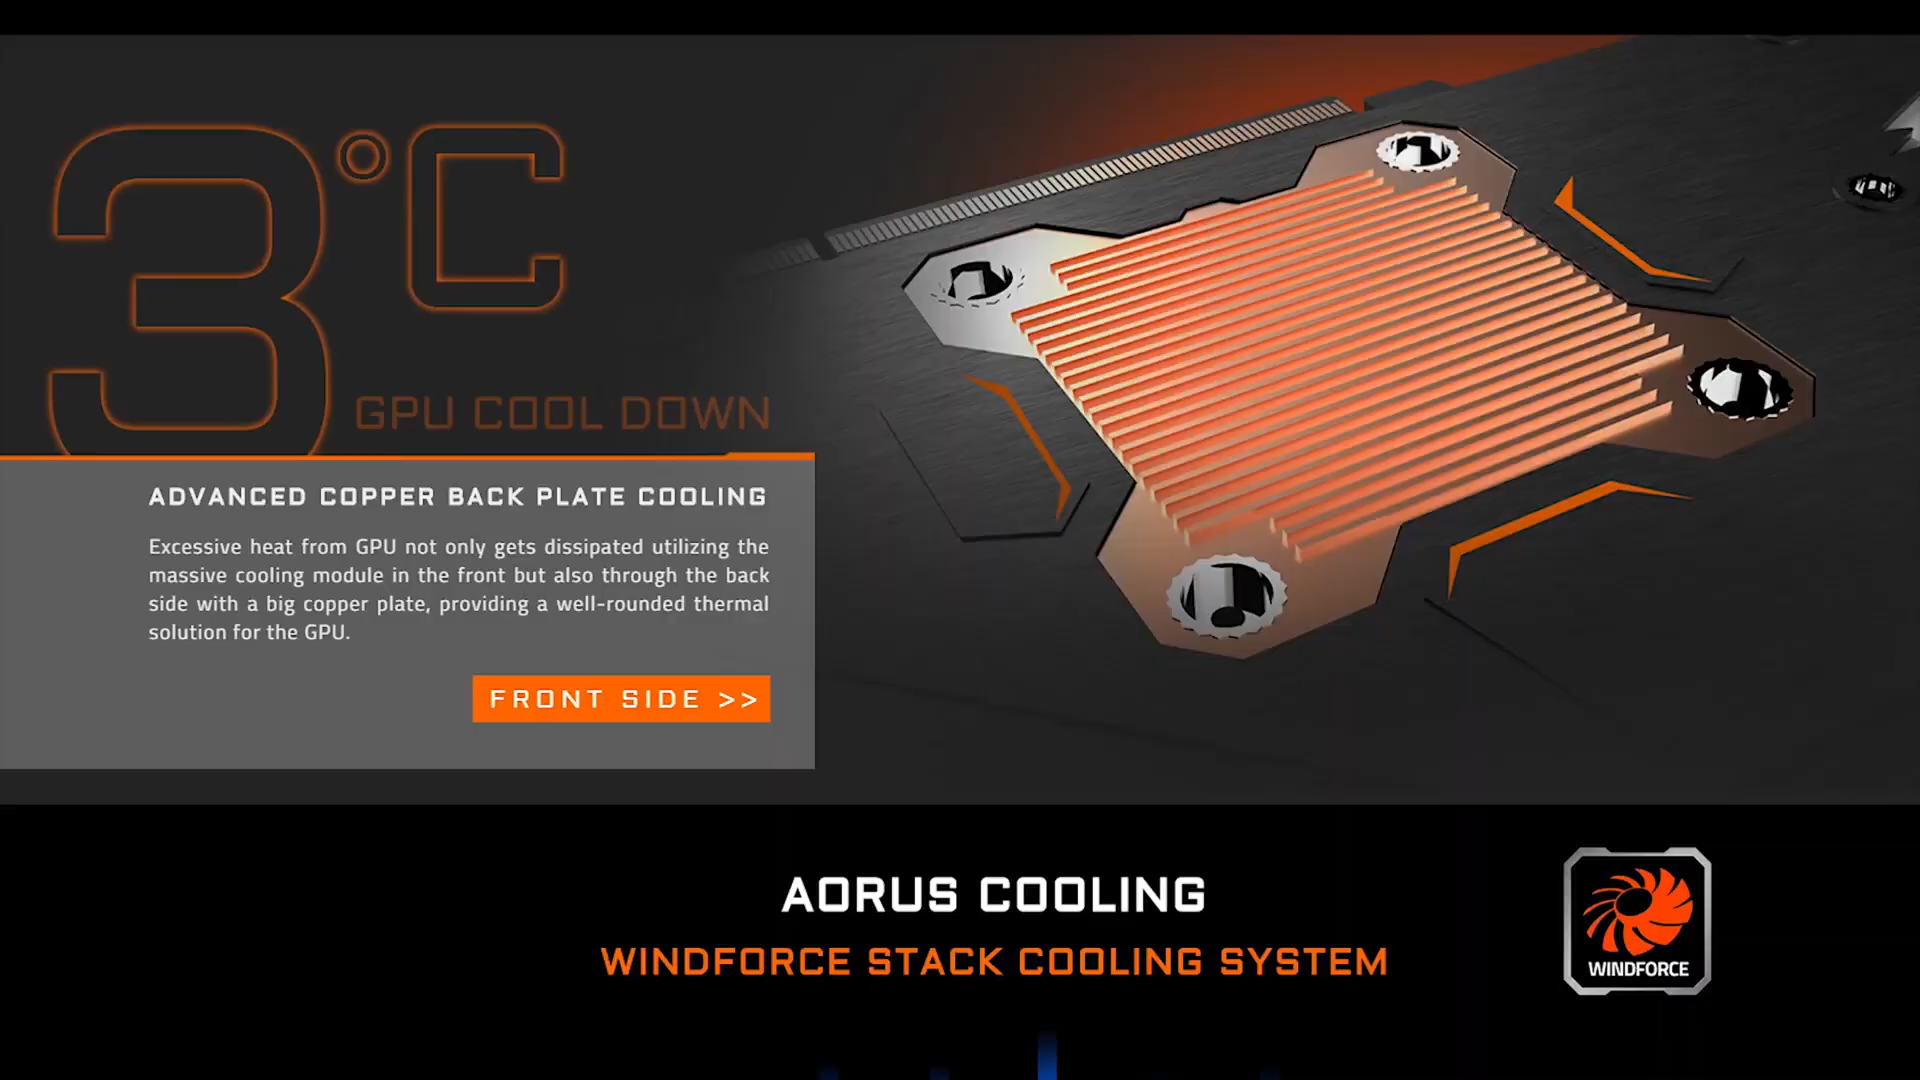 3°C
GPU COOL DOWN
ADVANCED COPPER BACK PLATE COOLING
Excessive heat from GPU not only gets dissipated utilizing the
massive cooling module in the front but also through the back
side with a big copper plate, providing a well-rounded thermal
solution for the GPU.
FRONT SIDE >>
AORUS COOLING
WINDFORCE STACK COOLING SYSTEM
WINDFORCE